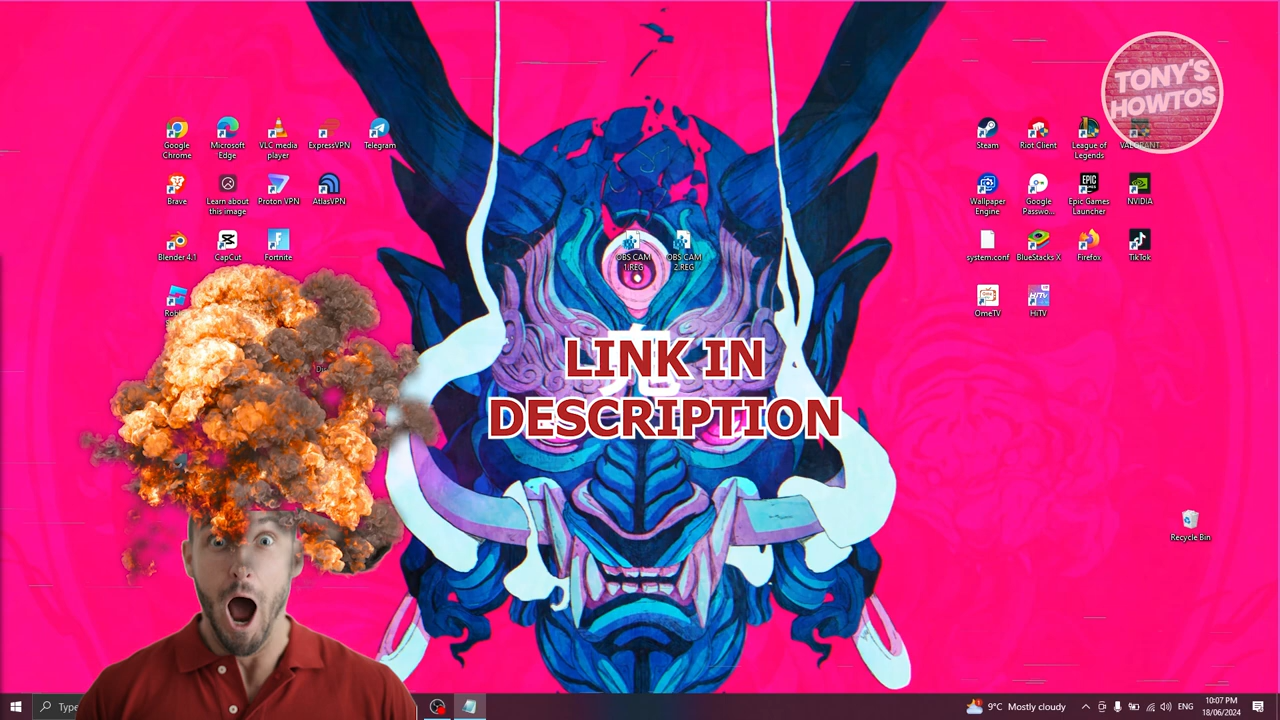 TONY'S
HOWTOS
Google
Chrome
Microsoft
Edge
VLC media
player
ExpressVPN
Telegram
Steam
Riot Client
League of
Legends
Brave
Learn about
this image
Proton VPN
AtlasVPN
Wallpaper
Engine
Google
Passwo...
Epic Games
Launcher
NVIDIA
Blender 4.1
CapCut
Fortnite
OBS CAM
1.REG
OBS CAM
2.REG
system.conf
BlueStacks X
Firefox
TikTok
OmeTV
HiTV
LINK IN
DESCRIPTION
Recycle Bin
Type
9°C Mostly cloudy
ENG
10:07 PM
18/06/2024